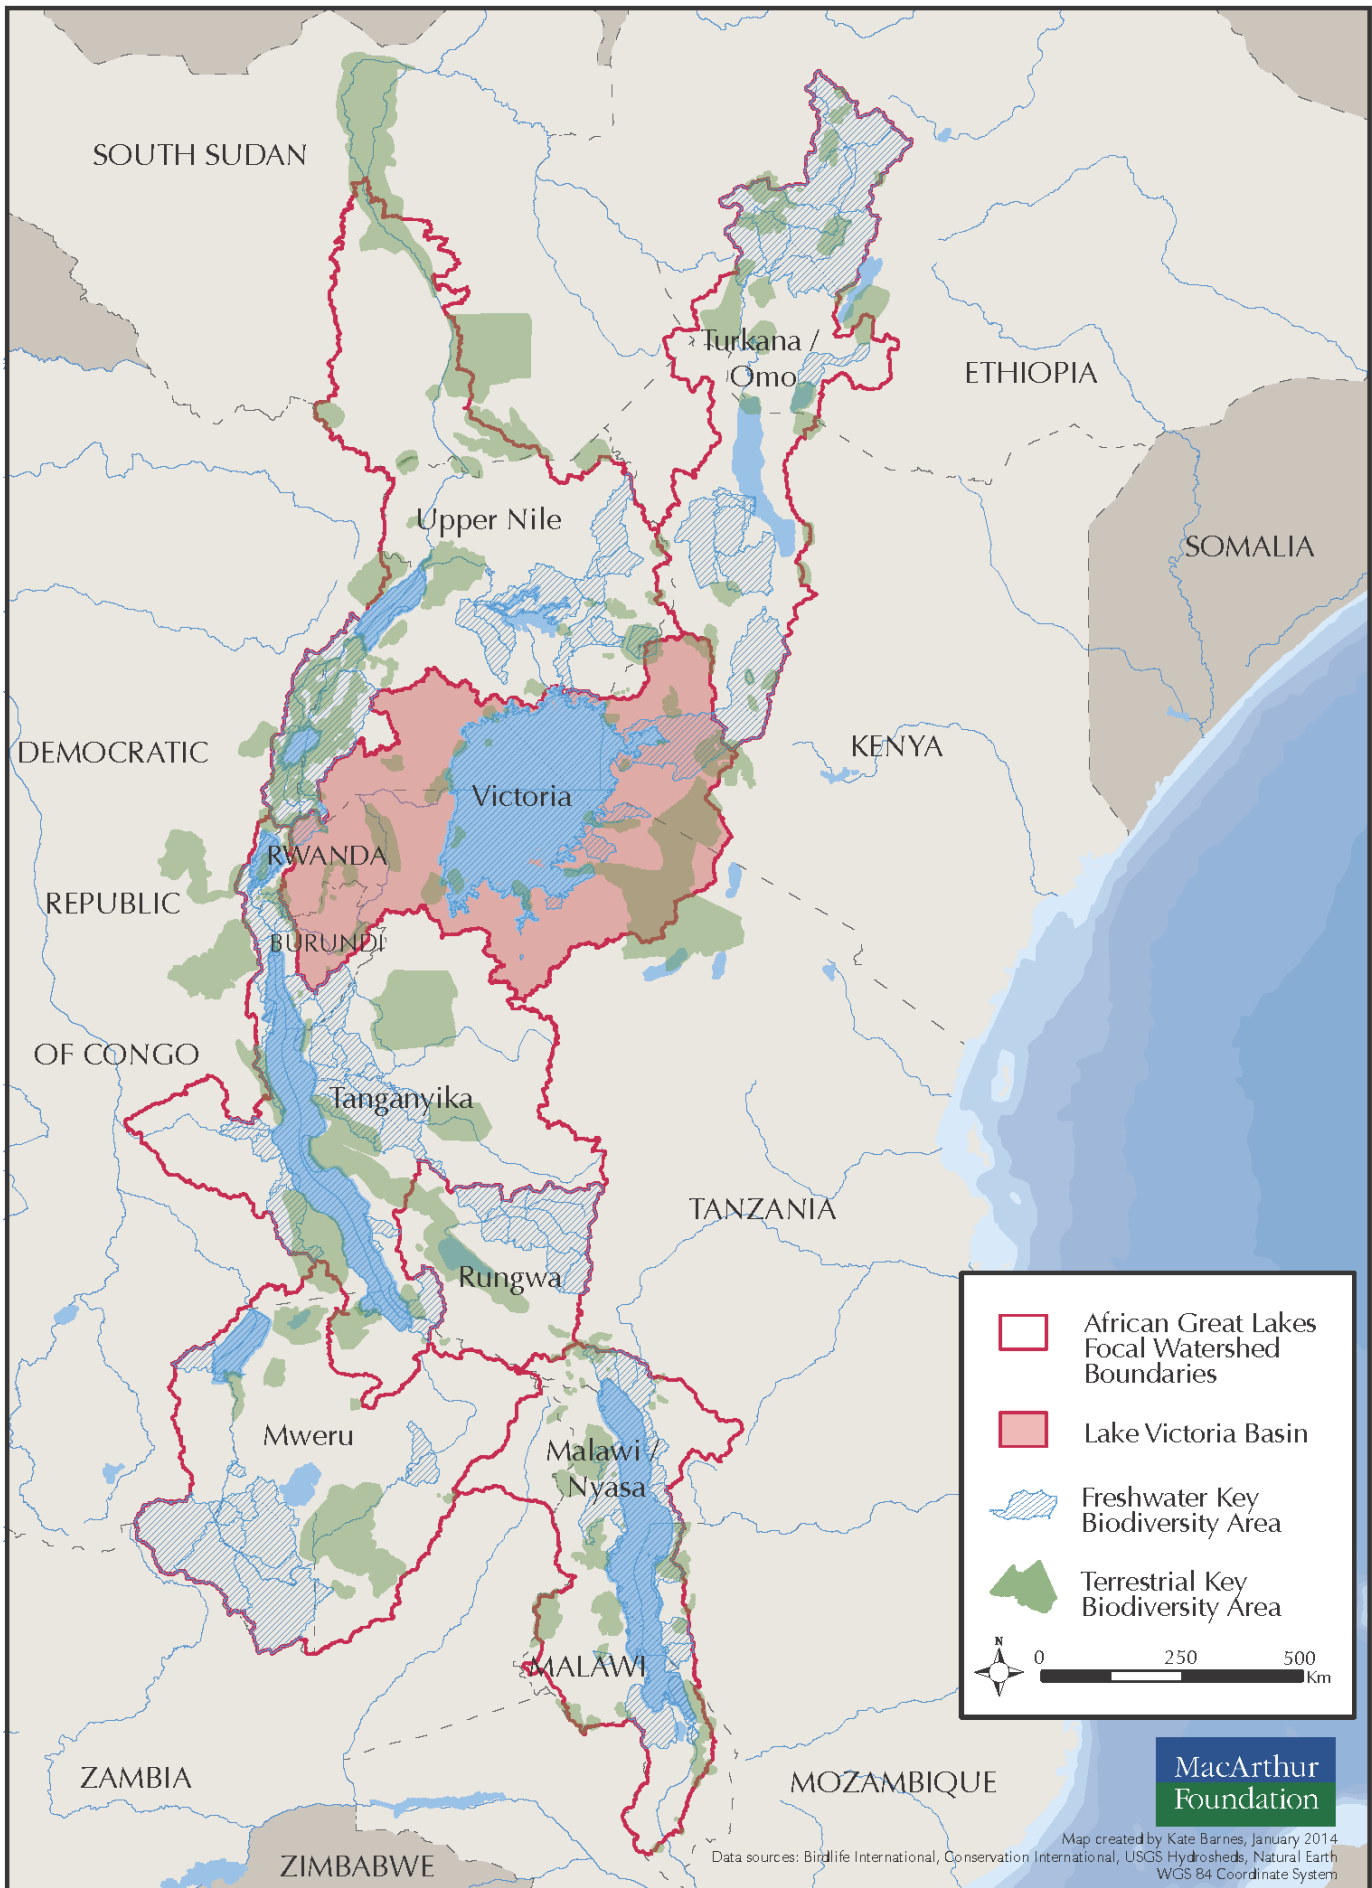 SOUTH SUDAN
Turkana /
Omo
ETHIOPIA
Upper Nile
SOMALIA
DEMOCRATIC
KENYA
Victoria
RWANDA
REPUBLIC
BURUNDI
OF CONGO
Tanganyika
TANZANIA
Rungwa
Mweru
Malawi /
Nyasa
MALAWI
ZAMBIA
MOZAMBIQUE
ZIMBABWE
African Great Lakes
Focal Watershed
Boundaries
Lake Victoria Basin
Freshwater Key
Biodiversity Area
Terrestrial Key
Biodiversity Area
N
0 250 500
Km
MacArthur
Foundation
Map created by Kate Barnes, January 2014
Data sources: Birdlife International, Conservation International, USGS Hydrosheds, Natural Earth
WGS 84 Coordinate System